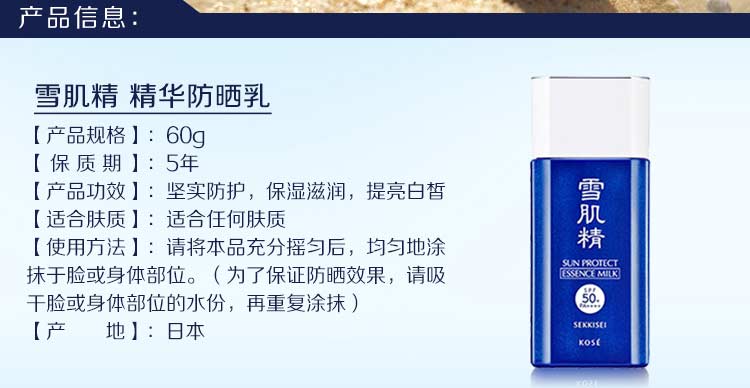 产品信息：
雪肌精 精华防晒乳
【产品规格】：60g
【保质期】：5年
【产品功效】：坚实防护，保湿滋润，提亮白皙
【适合肤质】：适合任何肤质
【使用方法】：请将本品充分摇匀后，均匀地涂
抹于脸或身体部位。（为了保证防晒效果，请吸
干脸或身体部位的水份，再重复涂抹）
【产 地】：日本
雪肌精
SUN PROTECT
ESSENCE MILK
SPF
50+
PA++++
SEKKISEI
KOSÉ